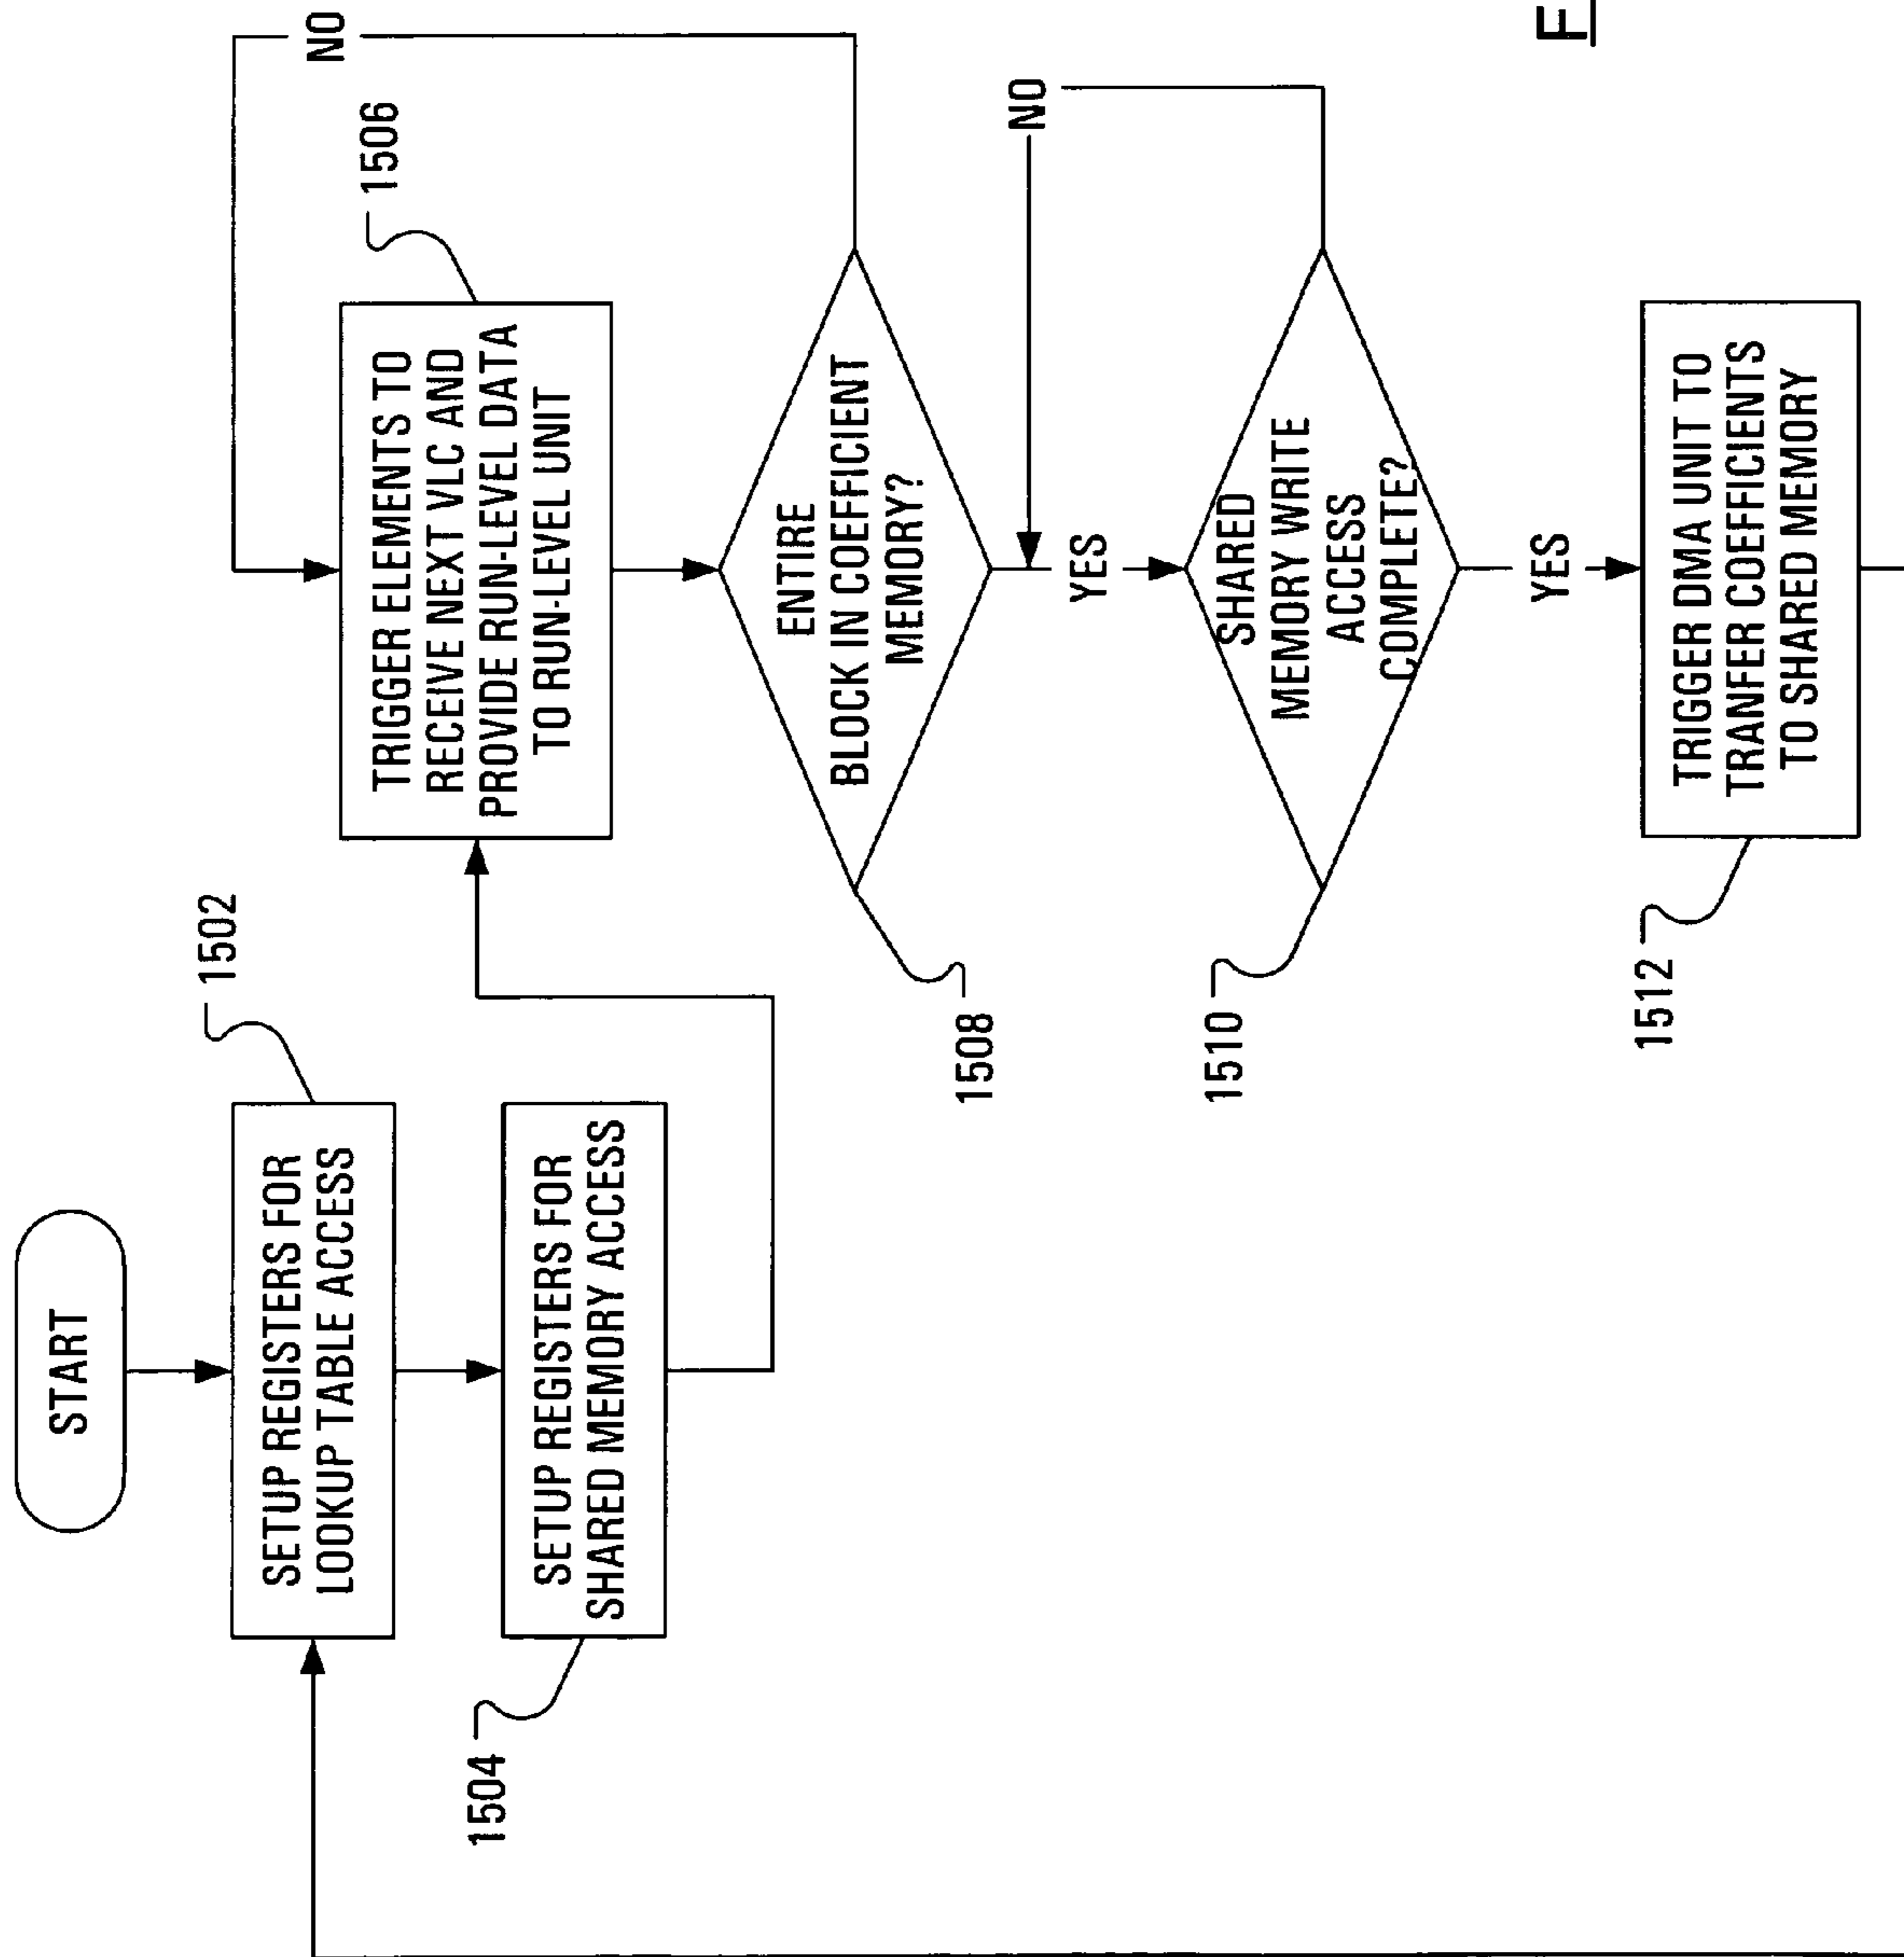 START
SETUP REGISTERS FOR
LOOKUP TABLE ACCESS
1502
SETUP REGISTERS FOR
SHARED MEMORY ACCESS
1504
TRIGGER ELEMENTS TO
RECEIVE NEXT VLC AND
PROVIDE RUN-LEVEL DATA
TO RUN-LEVEL UNIT
1506
NO
ENTIRE
BLOCK IN COEFFICIENT
MEMORY?
1508
YES
NO
SHARED
MEMORY WRITE
ACCESS
COMPLETE?
1510
YES
TRIGGER DMA UNIT TO
TRANFER COEFFICIENTS
TO SHARED MEMORY
1512